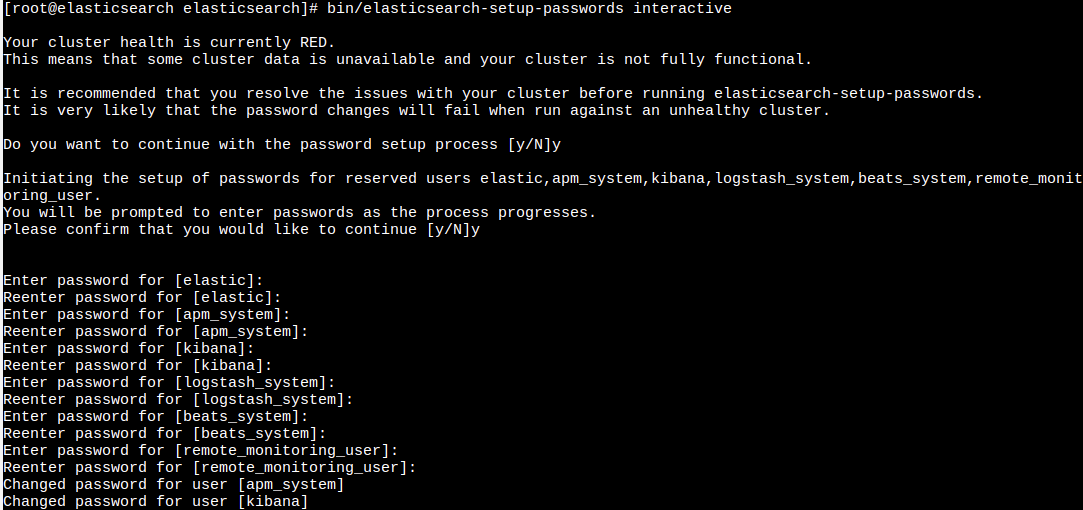 [root@elasticsearch elasticsearch]# bin/elasticsearch-setup-passwords interactive
Your cluster health is currently RED.
This means that some cluster data is unavailable and your cluster is not fully functional.
It is recommended that you resolve the issues with your cluster before running elasticsearch-setup-passwords.
It is very likely that the password changes will fail when run against an unhealthy cluster.
Do you want to continue with the password setup process [y/N]y
Initiating the setup of passwords for reserved users elastic,apm_system,kibana,logstash_system,beats_system,remote_monit
oring_user.
You will be prompted to enter passwords as the process progresses.
Please confirm that you would like to continue [y/N]y
Enter password for [elastic]:
Reenter password for [elastic]:
Enter password for [apm_system]:
Reenter password for [apm_system]:
Enter password for [kibana]:
Reenter password for [kibana]:
Enter password for [logstash_system]:
Reenter password for [logstash_system]:
Enter password for [beats_system]:
Reenter password for [beats_system]:
Enter password for [remote_monitoring_user]:
Reenter password for [remote_monitoring_user]:
Changed password for user [apm_system]
Changed password for user [kibana]